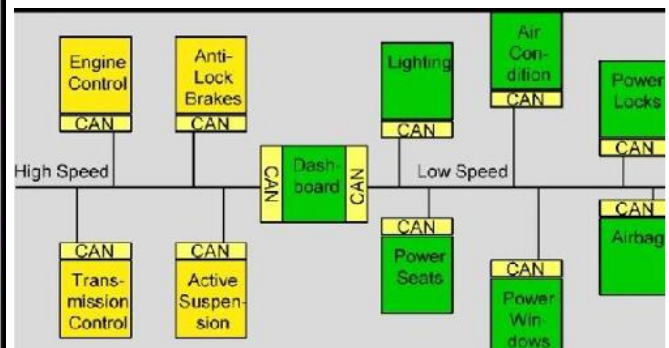 Engine
Control
CAN
Anti-
Lock
Brakes
CAN
Lighting
CAN
Air
Con-
dition
CAN
Power
Locks
CAN
High Speed
CAN
Dash-
board
CAN
Low Speed
CAN
Trans-
mission
Control
CAN
Active
Suspen-
sion
CAN
Power
Seats
CAN
Power
Win-
dows
CAN
Airbag